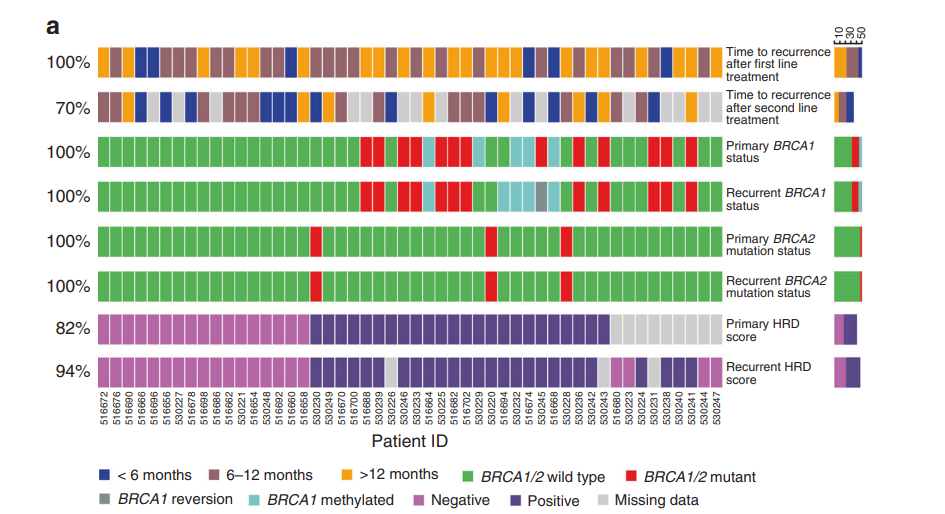 a
10 30 50
100% Time to recurrence
after first line
treatment
70% Time to recurrence
after second line
treatment
100% Primary BRCA1
status
100% Recurrent BRCA1
status
100% Primary BRCA2
mutation status
100% Recurrent BRCA2
mutation status
82% Primary HRD
score
94% Recurrent HRD
score
516672 516676 516690 516665 516696 516656 530227 516678 516698 516686 516662 530221 516654 530248 516692 516660 516658 530230 530249 516670 516700 516688 530239 530226 530246 530233 516664 530225 516682 516702 530229 530220 516694 530232 516674 530245 516668 530228 530236 530242 530243 516680 530223 530224 530231 530238 530240 530241 530244 530247
Patient ID
< 6 months 6–12 months >12 months BRCA1/2 wild type BRCA1/2 mutant
BRCA1 reversion BRCA1 methylated Negative Positive Missing data